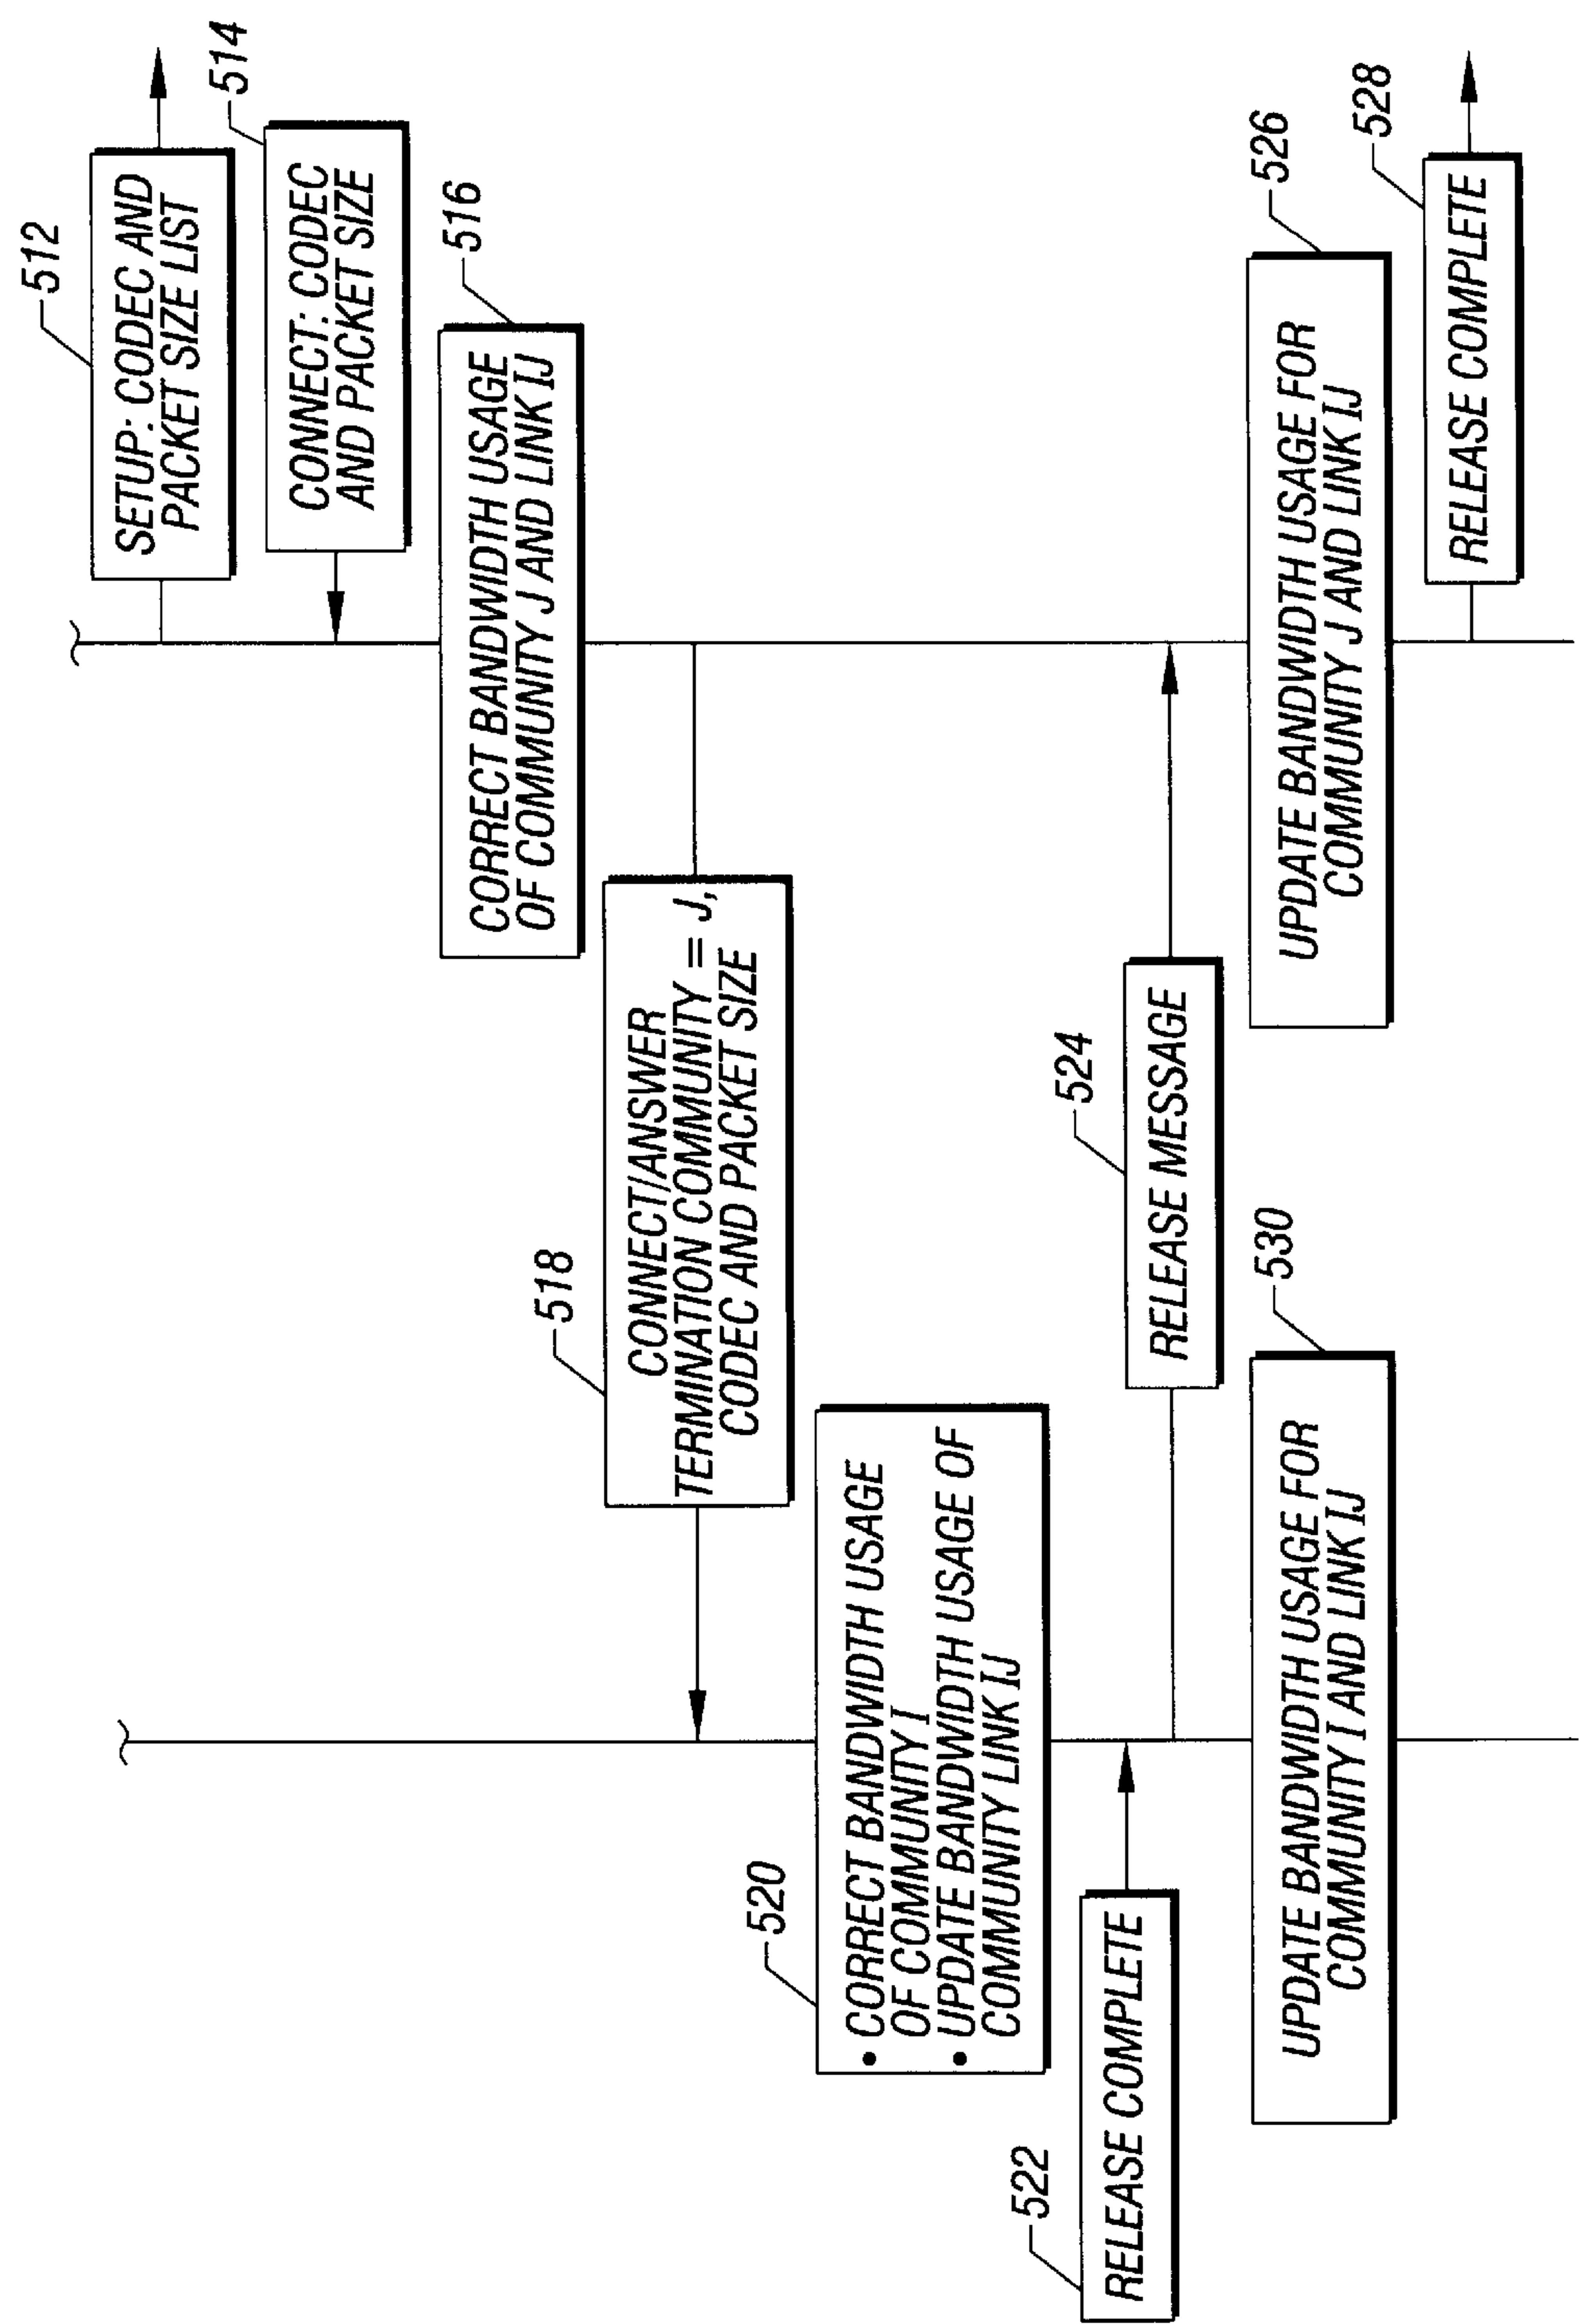 512
SETUP: CODEC AND
PACKET SIZE LIST
514
CONNECT: CODEC
AND PACKET SIZE
516
CORRECT BANDWIDTH USAGE
OF COMMUNITY J AND LINK IJ
518
CONNECT/ANSWER
TERMINATION COMMUNITY = J,
CODEC AND PACKET SIZE
520
• CORRECT BANDWIDTH USAGE
OF COMMUNITY I
• UPDATE BANDWIDTH USAGE OF
COMMUNITY LINK IJ
522
RELEASE COMPLETE
524
RELEASE MESSAGE
526
UPDATE BANDWIDTH USAGE FOR
COMMUNITY J AND LINK IJ
528
RELEASE COMPLETE
530
UPDATE BANDWIDTH USAGE FOR
COMMUNITY I AND LINK IJ